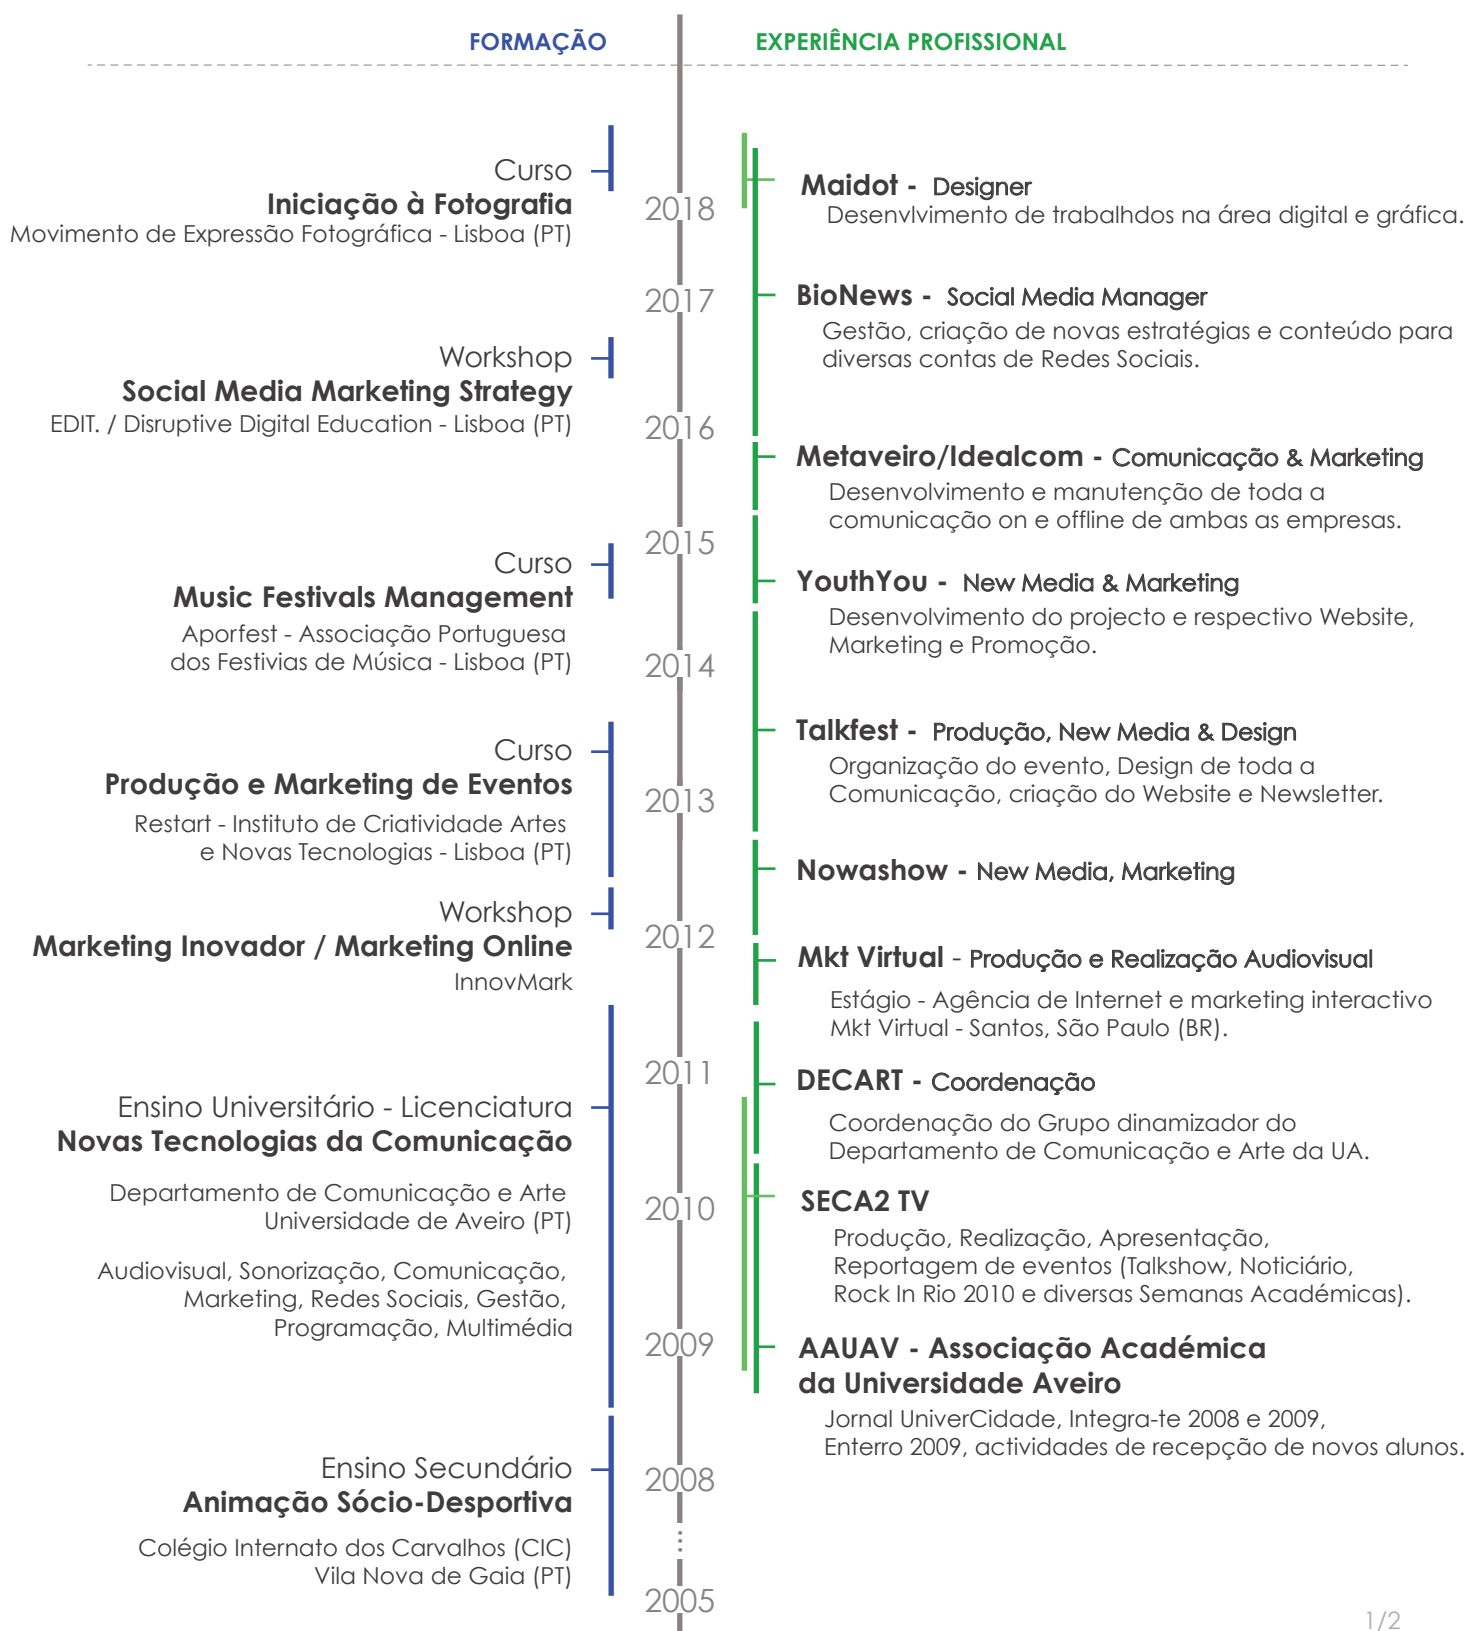 FORMAÇÃO
EXPERIÊNCIA PROFISSIONAL
Curso
Iniciação à Fotografia
Movimento de Expressão Fotográfica - Lisboa (PT)
Workshop
Social Media Marketing Strategy
EDIT. / Disruptive Digital Education - Lisboa (PT)
Curso
Music Festivals Management
Aporfest - Associação Portuguesa
dos Festivias de Música - Lisboa (PT)
Curso
Produção e Marketing de Eventos
Restart - Instituto de Criatividade Artes
e Novas Tecnologias - Lisboa (PT)
Workshop
Marketing Inovador / Marketing Online
InnovMark
Ensino Universitário - Licenciatura
Novas Tecnologias da Comunicação
Departamento de Comunicação e Arte
Universidade de Aveiro (PT)
Audiovisual, Sonorização, Comunicação,
Marketing, Redes Sociais, Gestão,
Programação, Multimédia
Ensino Secundário
Animação Sócio-Desportiva
Colégio Internato dos Carvalhos (CIC)
Vila Nova de Gaia (PT)
2018
2017
2016
2015
2014
2013
2012
2011
2010
2009
2008
2005
Maidot - Designer
Desenvlvimento de trabalhdos na área digital e gráfica.
BioNews - Social Media Manager
Gestão, criação de novas estratégias e conteúdo para
diversas contas de Redes Sociais.
Metaveiro/Idealcom - Comunicação & Marketing
Desenvolvimento e manutenção de toda a
comunicação on e offline de ambas as empresas.
YouthYou - New Media & Marketing
Desenvolvimento do projecto e respectivo Website,
Marketing e Promoção.
Talkfest - Produção, New Media & Design
Organização do evento, Design de toda a
Comunicação, criação do Website e Newsletter.
Nowashow - New Media, Marketing
Mkt Virtual - Produção e Realização Audiovisual
Estágio - Agência de Internet e marketing interactivo
Mkt Virtual - Santos, São Paulo (BR).
DECART - Coordenação
Coordenação do Grupo dinamizador do
Departamento de Comunicação e Arte da UA.
SECA2 TV
Produção, Realização, Apresentação,
Reportagem de eventos (Talkshow, Noticiário,
Rock In Rio 2010 e diversas Semanas Académicas).
AAUAV - Associação Académica
da Universidade Aveiro
Jornal UniverCidade, Integra-te 2008 e 2009,
Enterro 2009, actividades de recepção de novos alunos.
1/2